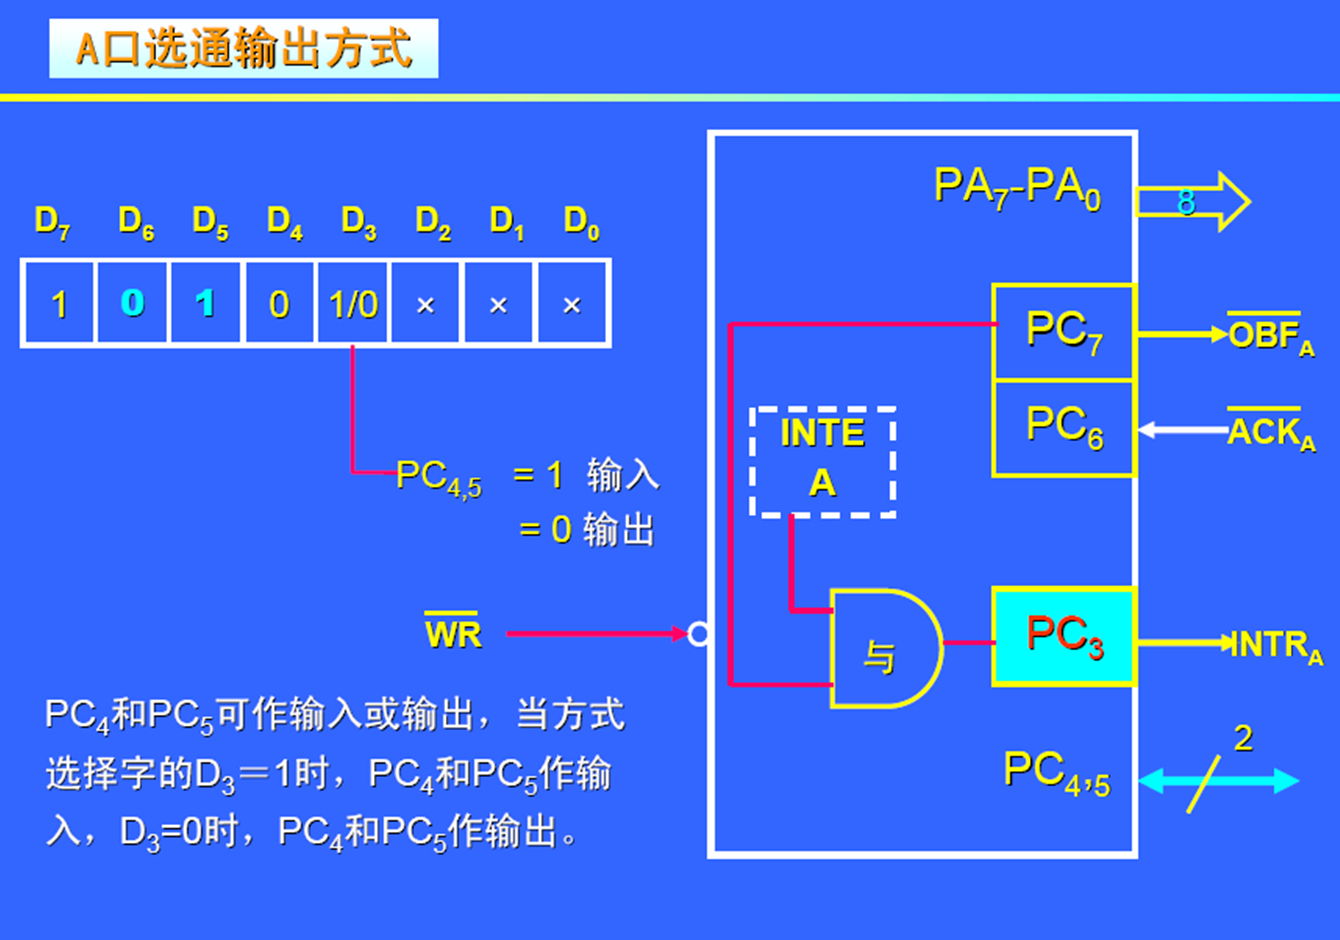 A口选通输出方式
D₇ D₆ D₅ D₄ D₃ D₂ D₁ D₀
1 0 1 0 1/0 × × ×
PC₄,₅ = 1 输入
= 0 输出
W̅R̅
PC₄和PC₅可作输入或输出，当方式
选择字的D₃＝1时，PC₄和PC₅作输
入，D₃=0时，PC₄和PC₅作输出。
PA₇-PA₀
8
PC₇
O̅B̅F̅ᴀ
PC₆
A̅C̅K̅ᴀ
INTE
A
与
PC₃
INTRᴀ
PC₄,₅
2